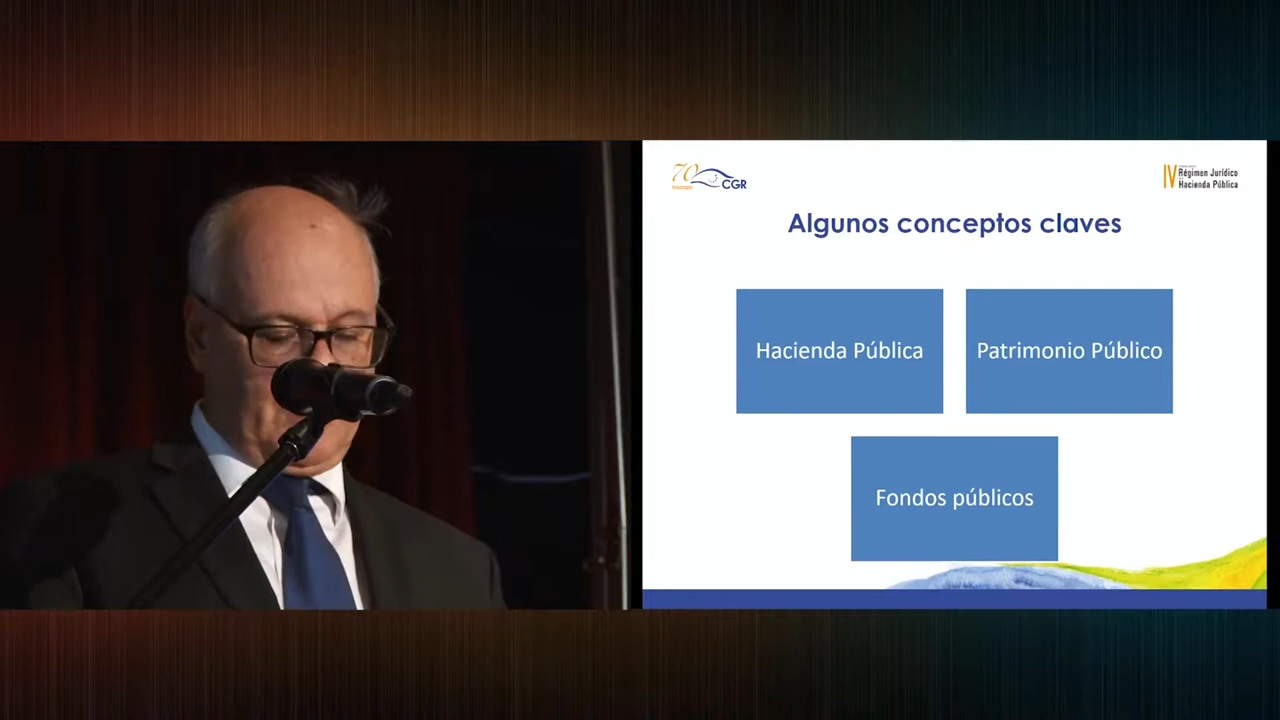 70
CGR
IV
Régimen Jurídico
Hacienda Pública
Algunos conceptos claves
Hacienda Pública
Patrimonio Público
Fondos públicos